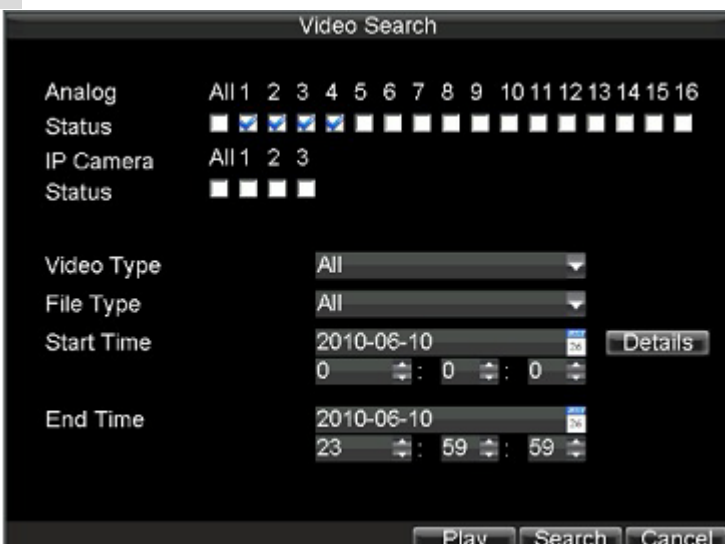 Video Search
Analog All 1 2 3 4 5 6 7 8 9 10 11 12 13 14 15 16
Status
IP Camera All 1 2 3
Status
Video Type All
File Type All
Start Time 2010-06-10 Details
0 : 0 : 0
End Time 2010-06-10
23 : 59 : 59
Play Search Cancel